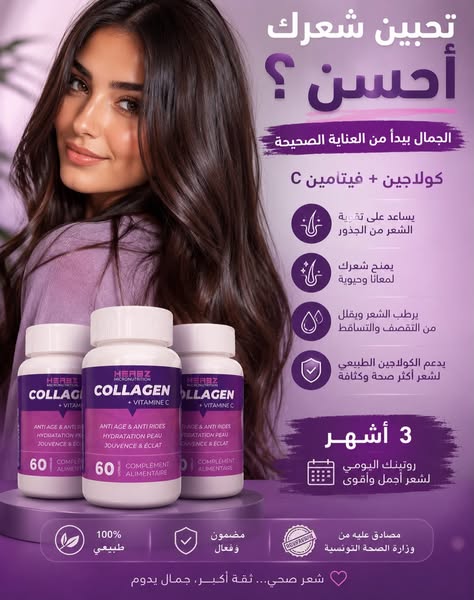 تحبين شعرك
أحسن ؟
الجمال يبدأ من العناية الصحيحة
كولاجين + فيتامين C
يساعد على تقوية
الشعر من الجذور
يمنح شعرك
لمعانًا وحيوية
يرطب الشعر ويقلل
من التقصف والتساقط
يدعم الكولاجين الطبيعي
لشعر أكثر صحة وكثافة
3 أشهر
روتينك اليومي
لشعر أجمل وأقوى
HERBZ
MICRONUTRITION
COLLAGEN
+ VITAMINE C
ANTI AGE & ANTI RIDES
HYDRATATION PEAU
JOUVENCE & ÉCLAT
60
COMPLÉMENT
ALIMENTAIRE
مصادق عليه من
وزارة الصحة التونسية
مضمون
وفعال
100%
طبيعي
شعر صحي... ثقة أكبر، جمال يدوم